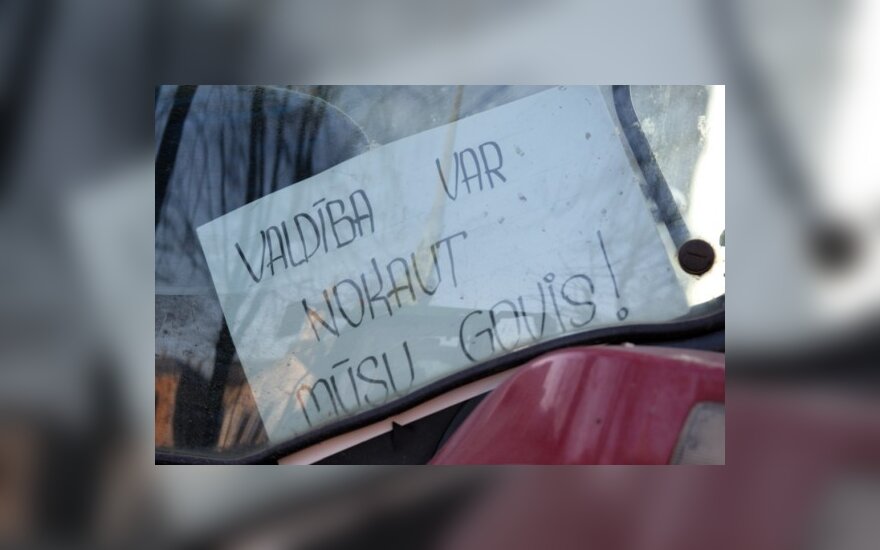 VALDĪBA VAR
NOKAUT
MŪSU GOVIS!